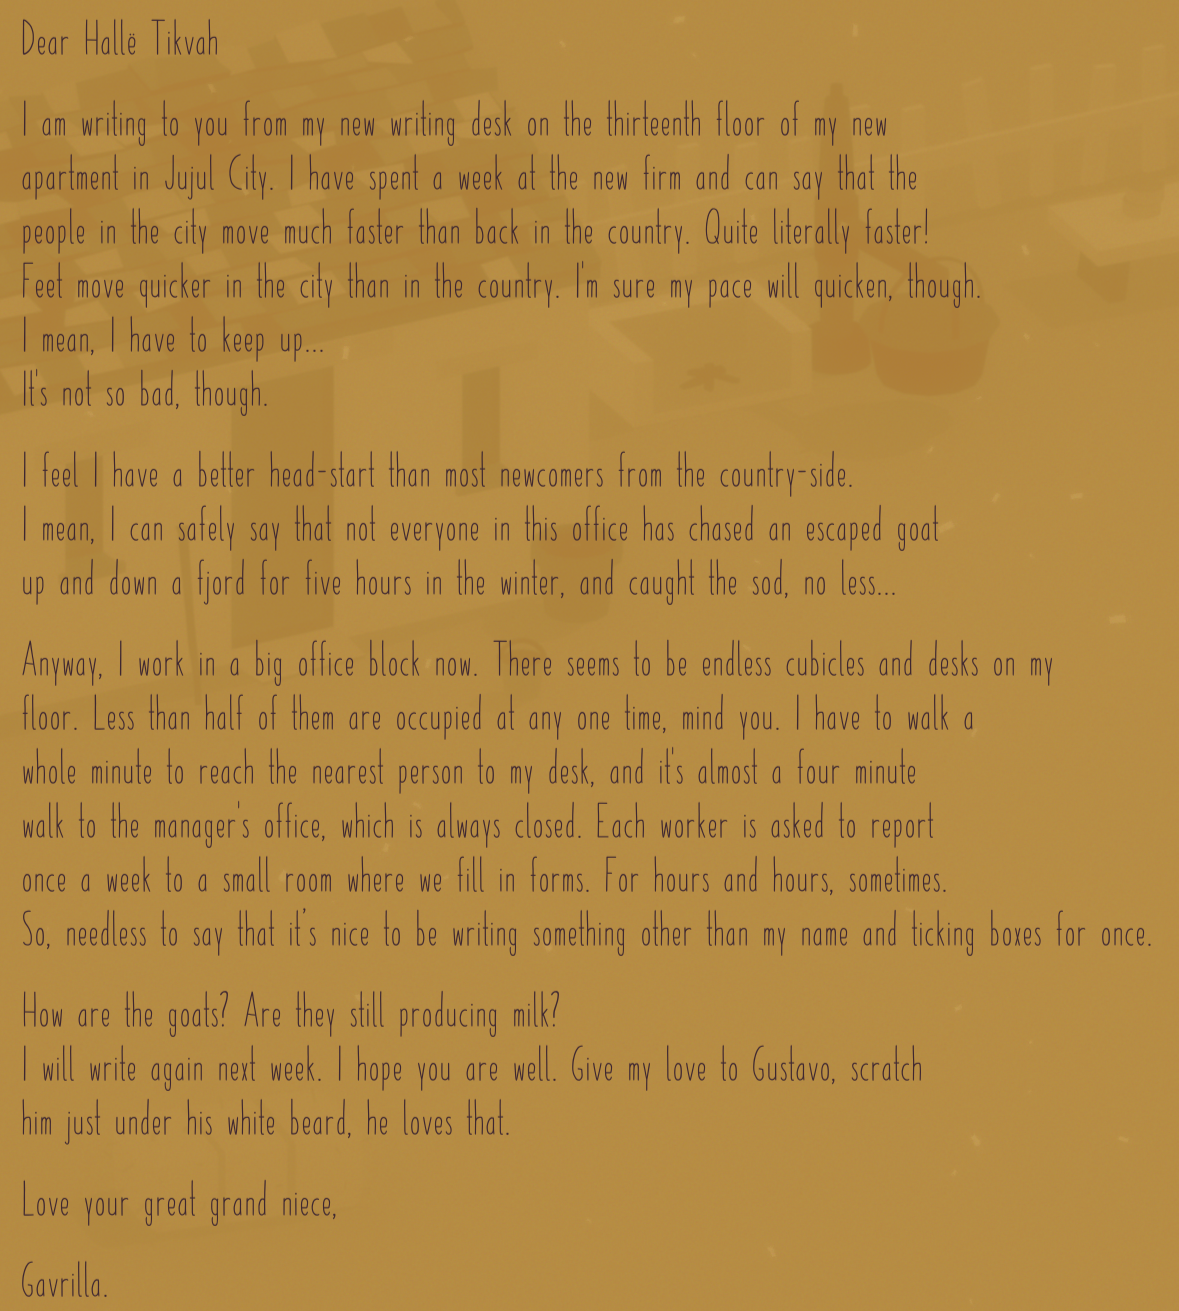 Dear Hallë Tikvah
I am writing to you from my new writing desk on the thirteenth floor of my new
apartment in Jujul City. I have spent a week at the new firm and can say that the
people in the city move much faster than back in the country. Quite literally faster!
Feet move quicker in the city than in the country. I'm sure my pace will quicken, though.
I mean, I have to keep up...
It's not so bad, though.
I feel I have a better head-start than most newcomers from the country-side.
I mean, I can safely say that not everyone in this office has chased an escaped goat
up and down a fjord for five hours in the winter, and caught the sod, no less...
Anyway, I work in a big office block now. There seems to be endless cubicles and desks on my
floor. Less than half of them are occupied at any one time, mind you. I have to walk a
whole minute to reach the nearest person to my desk, and it's almost a four minute
walk to the manager's office, which is always closed. Each worker is asked to report
once a week to a small room where we fill in forms. For hours and hours, sometimes.
So, needless to say that it's nice to be writing something other than my name and ticking boxes for once.
How are the goats? Are they still producing milk?
I will write again next week. I hope you are well. Give my love to Gustavo, scratch
him just under his white beard, he loves that.
Love your great grand niece,
Gavrilla.